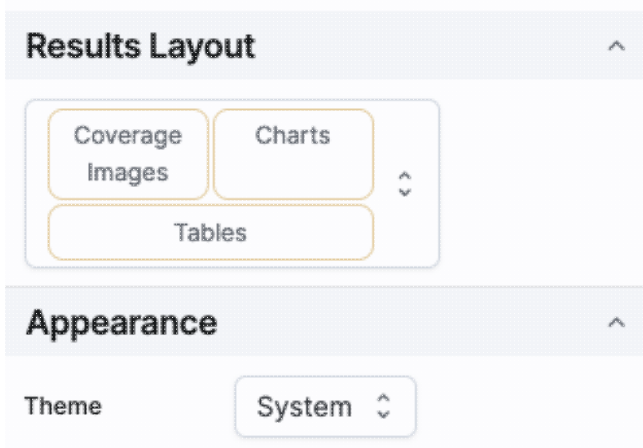 Results Layout
Coverage Images
Charts
Tables
Appearance
Theme
System